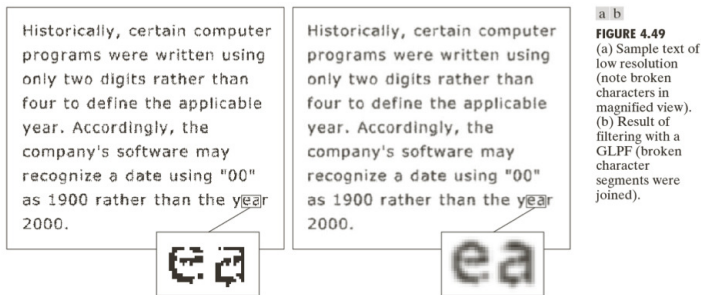 Historically, certain computer
programs were written using
only two digits rather than
four to define the applicable
year. Accordingly, the
company's software may
recognize a date using "00"
as 1900 rather than the year
2000.
ea
Historically, certain computer
programs were written using
only two digits rather than
four to define the applicable
year. Accordingly, the
company's software may
recognize a date using "00"
as 1900 rather than the year
2000.
ea
a b
FIGURE 4.49
(a) Sample text of
low resolution
(note broken
characters in
magnified view).
(b) Result of
filtering with a
GLPF (broken
character
segments were
joined).